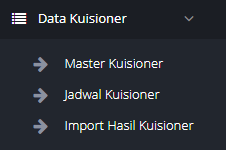 Data Kuisioner
Master Kuisioner
Jadwal Kuisioner
Import Hasil Kuisioner